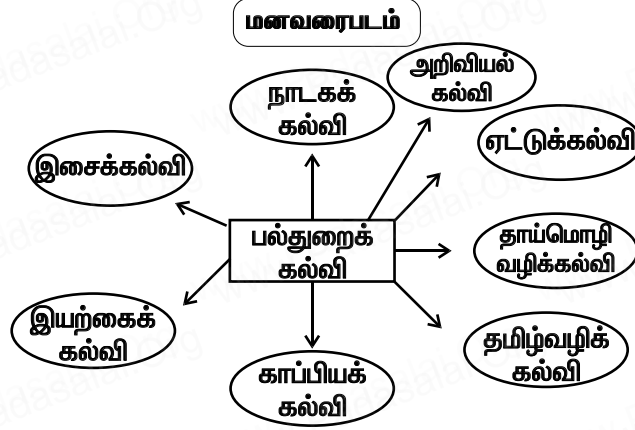 மனவரைபடம்
நாடகக்
கல்வி
அறிவியல்
கல்வி
ஏட்டுக்கல்வி
இசைக்கல்வி
பல்துறைக்
கல்வி
தாய்மொழி
வழிக்கல்வி
இயற்கைக்
கல்வி
காப்பியக்
கல்வி
தமிழ்வழிக்
கல்வி